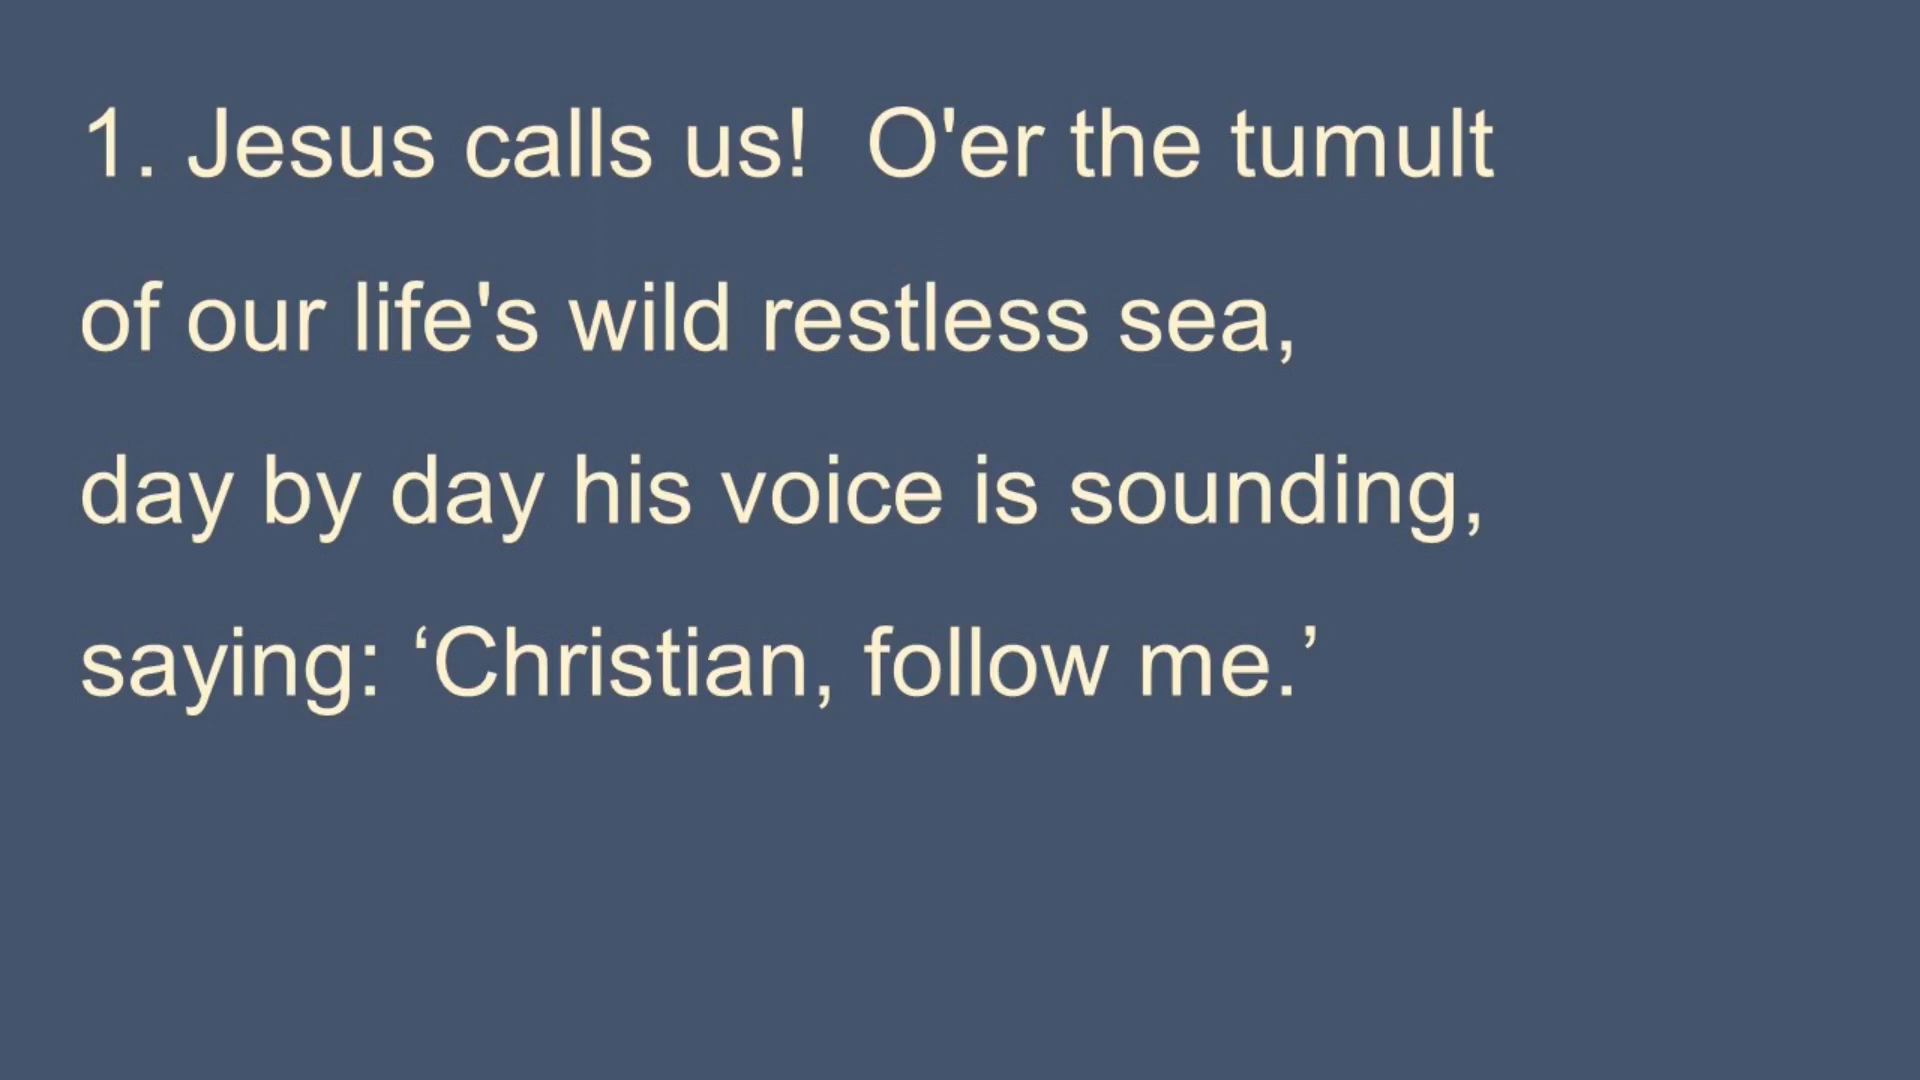 1. Jesus calls us!  O'er the tumult
of our life's wild restless sea,
day by day his voice is sounding,
saying: ‘Christian, follow me.’